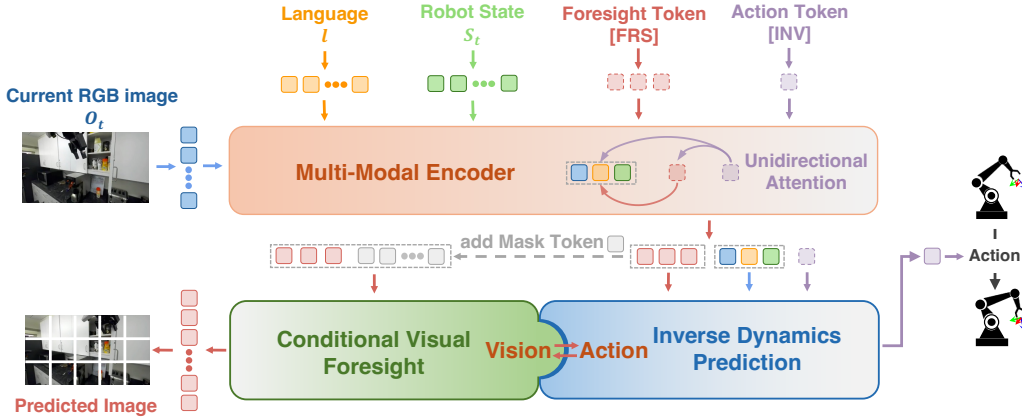 Language
l
Robot State
S_t
Foresight Token
[FRS]
Action Token
[INV]
Current RGB image
O_t
Multi-Modal Encoder
Unidirectional
Attention
add Mask Token
Action
Conditional Visual
Foresight
Vision
Action
Inverse Dynamics
Prediction
Predicted Image